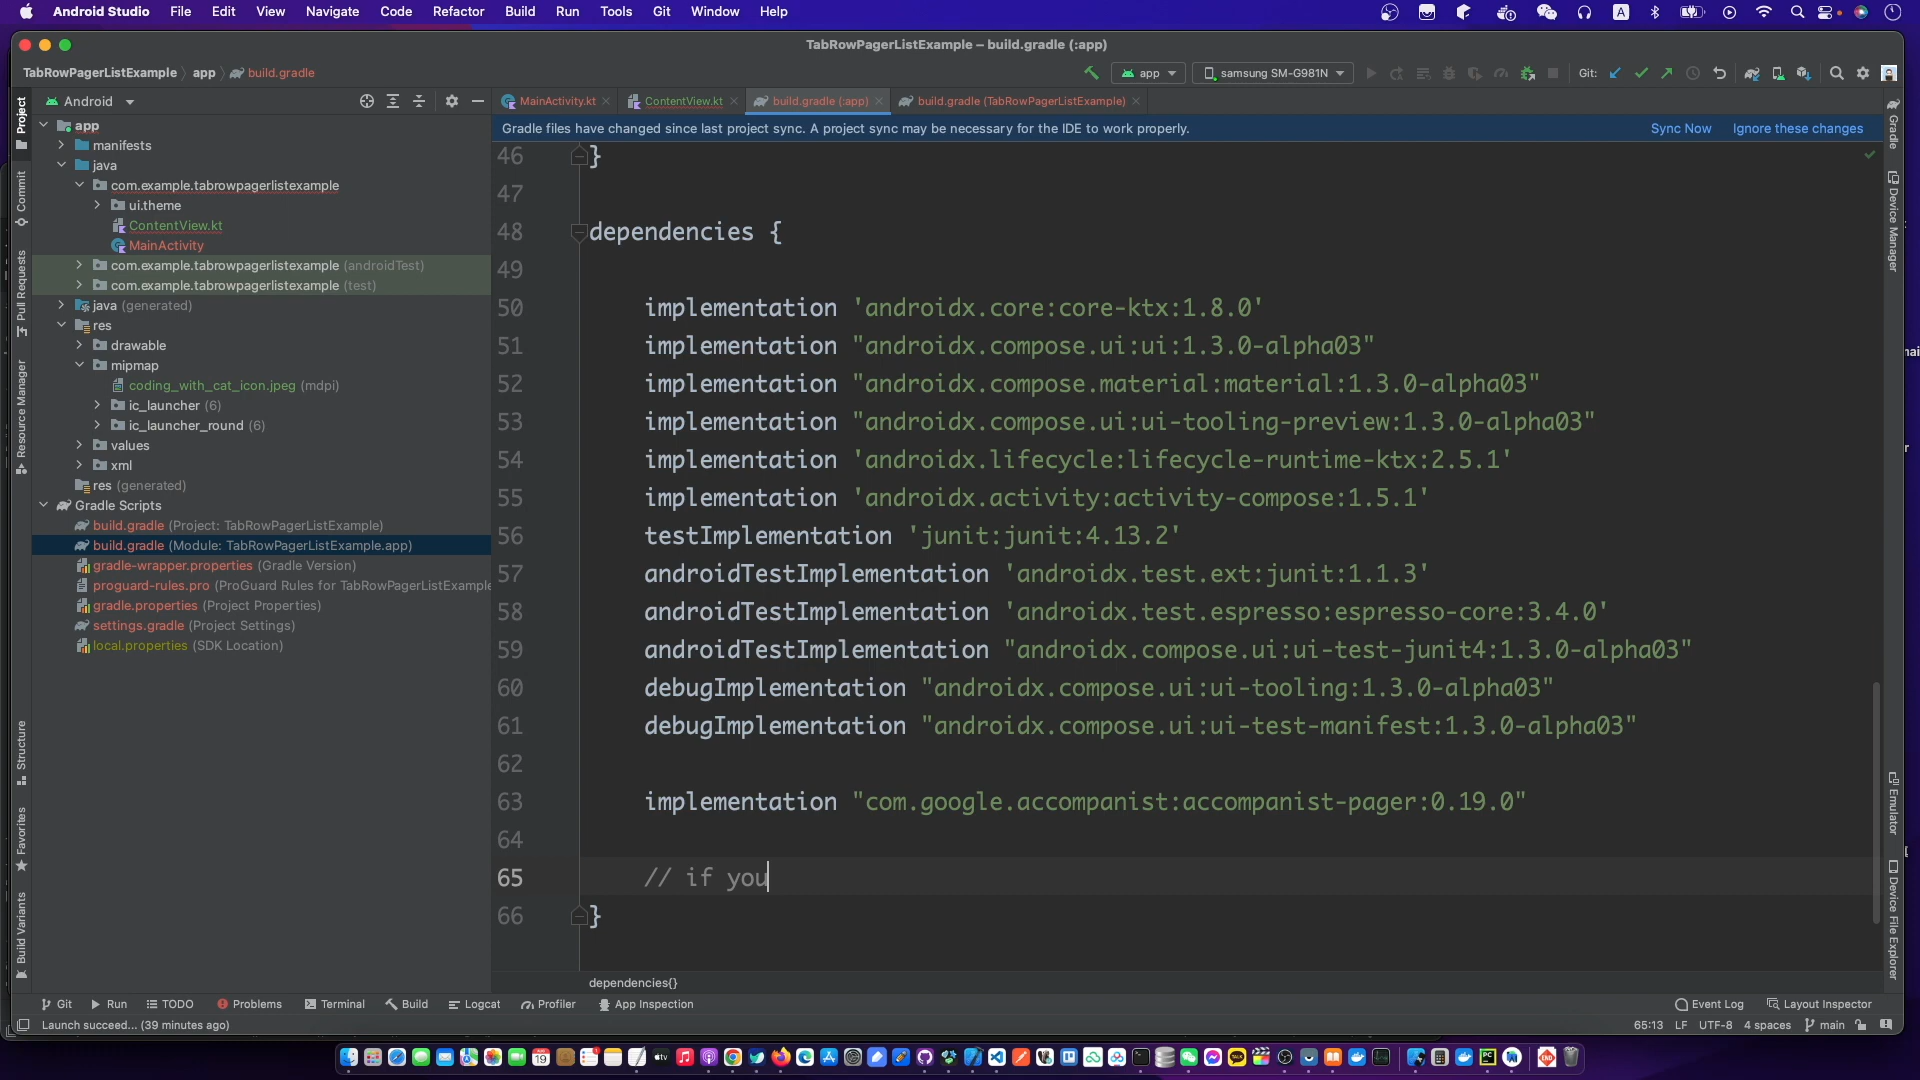 Android Studio File Edit View Navigate Code Refactor Build Run Tools Git Window Help
TabRowPagerListExample – build.gradle (:app)
TabRowPagerListExample app build.gradle
app samsung SM-G981N Git:
Android
MainActivity.kt ContentView.kt build.gradle (:app) build.gradle (TabRowPagerListExample)
Gradle files have changed since last project sync. A project sync may be necessary for the IDE to work properly. Sync Now Ignore these changes
Project
Commit
Pull Requests
Resource Manager
Structure
Favorites
Build Variants
app
manifests
java
com.example.tabrowpagerlistexample
ui.theme
ContentView.kt
MainActivity
com.example.tabrowpagerlistexample (androidTest)
com.example.tabrowpagerlistexample (test)
java (generated)
res
drawable
mipmap
coding_with_cat_icon.jpeg (mdpi)
ic_launcher (6)
ic_launcher_round (6)
values
xml
res (generated)
Gradle Scripts
build.gradle (Project: TabRowPagerListExample)
build.gradle (Module: TabRowPagerListExample.app)
gradle-wrapper.properties (Gradle Version)
proguard-rules.pro (ProGuard Rules for TabRowPagerListExample
gradle.properties (Project Properties)
settings.gradle (Project Settings)
local.properties (SDK Location)
46 }
47
48 dependencies {
49
50 implementation 'androidx.core:core-ktx:1.8.0'
51 implementation "androidx.compose.ui:ui:1.3.0-alpha03"
52 implementation "androidx.compose.material:material:1.3.0-alpha03"
53 implementation "androidx.compose.ui:ui-tooling-preview:1.3.0-alpha03"
54 implementation 'androidx.lifecycle:lifecycle-runtime-ktx:2.5.1'
55 implementation 'androidx.activity:activity-compose:1.5.1'
56 testImplementation 'junit:junit:4.13.2'
57 androidTestImplementation 'androidx.test.ext:junit:1.1.3'
58 androidTestImplementation 'androidx.test.espresso:espresso-core:3.4.0'
59 androidTestImplementation "androidx.compose.ui:ui-test-junit4:1.3.0-alpha03"
60 debugImplementation "androidx.compose.ui:ui-tooling:1.3.0-alpha03"
61 debugImplementation "androidx.compose.ui:ui-test-manifest:1.3.0-alpha03"
62
63 implementation "com.google.accompanist:accompanist-pager:0.19.0"
64
65 // if you
66 }
dependencies{}
Gradle
Device Manager
Emulator
Device File Explorer
Git Run TODO Problems Terminal Build Logcat Profiler App Inspection Event Log Layout Inspector
Launch succeed... (39 minutes ago) 65:13 LF UTF-8 4 spaces main